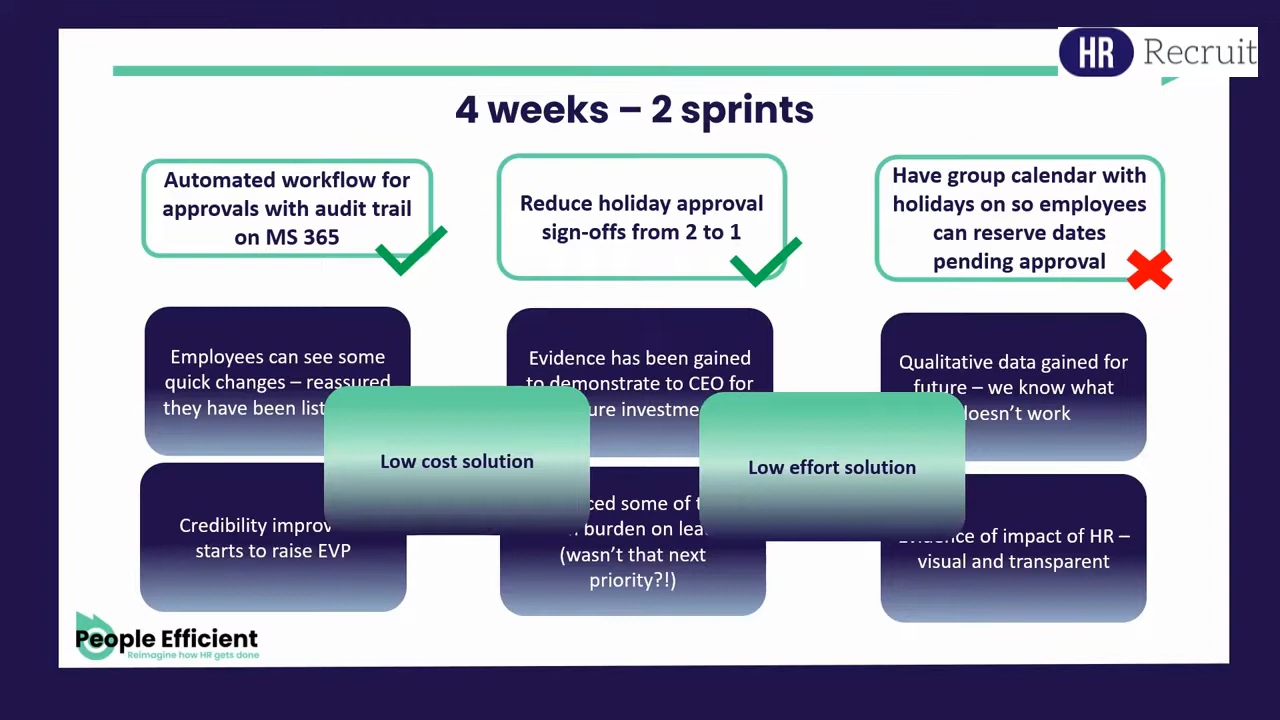 HR Recruit
4 weeks – 2 sprints
Automated workflow for
approvals with audit trail
on MS 365
Reduce holiday approval
sign-offs from 2 to 1
Have group calendar with
holidays on so employees
can reserve dates
pending approval
Employees can see some
quick changes – reassured
they have been
Evidence has been gained
to demonstrate to CEO for
Qualitative data gained for
future – we know what
doesn’t work
Low cost solution
Low effort solution
Credibility
starts to raise EVP
some of
burden on
(wasn’t that next
priority?!)
Evidence of impact of HR –
visual and transparent
People Efficient
Reimagine how HR gets done